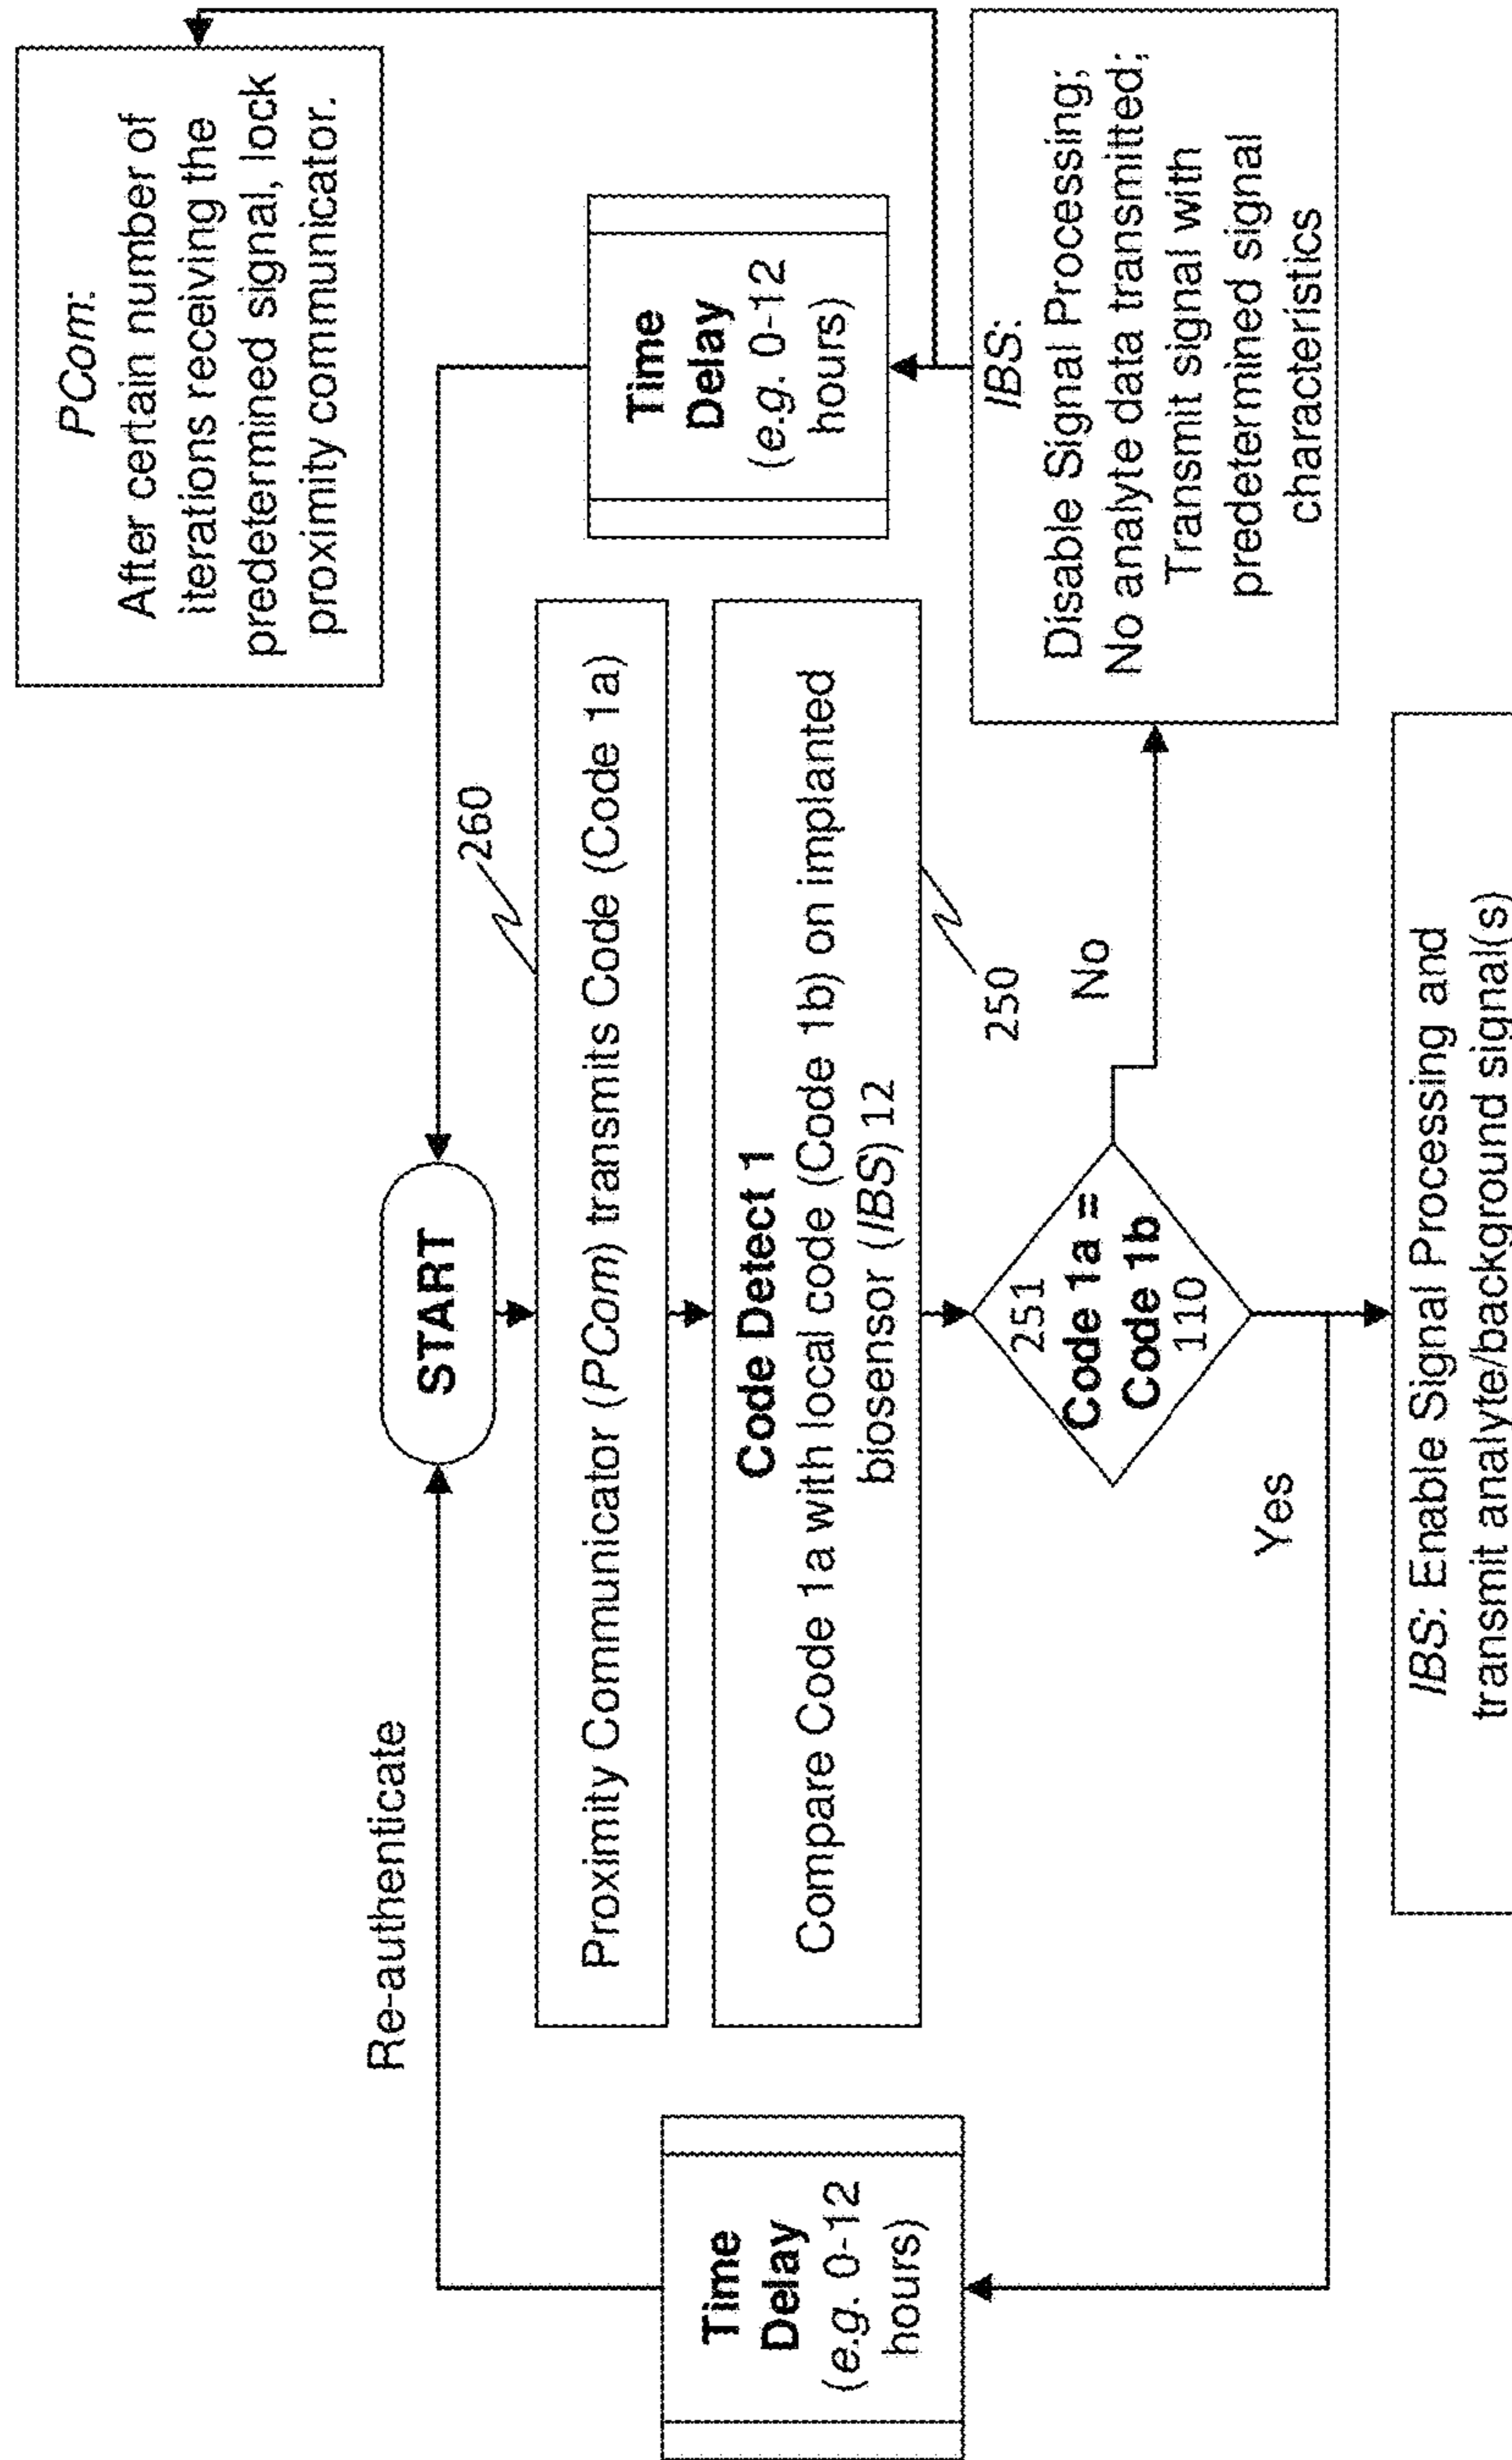 Re-authenticate
START
PCom:
After certain number of
iterations receiving the
predetermined signal, lock
proximity communicator.
260
Proximity Communicator (PCom) transmits Code (Code 1a)
Time
Delay
(e.g. 0-12
hours)
Time
Delay
(e.g. 0-12
hours)
Code Detect 1
Compare Code 1a with local code (Code 1b) on implanted
biosensor (IBS) 12
250
251
Code 1a =
Code 1b
110
No
Yes
IBS:
Disable Signal Processing;
No analyte data transmitted;
Transmit signal with
predetermined signal
characteristics
IBS: Enable Signal Processing and
transmit analyte/background signal(s)